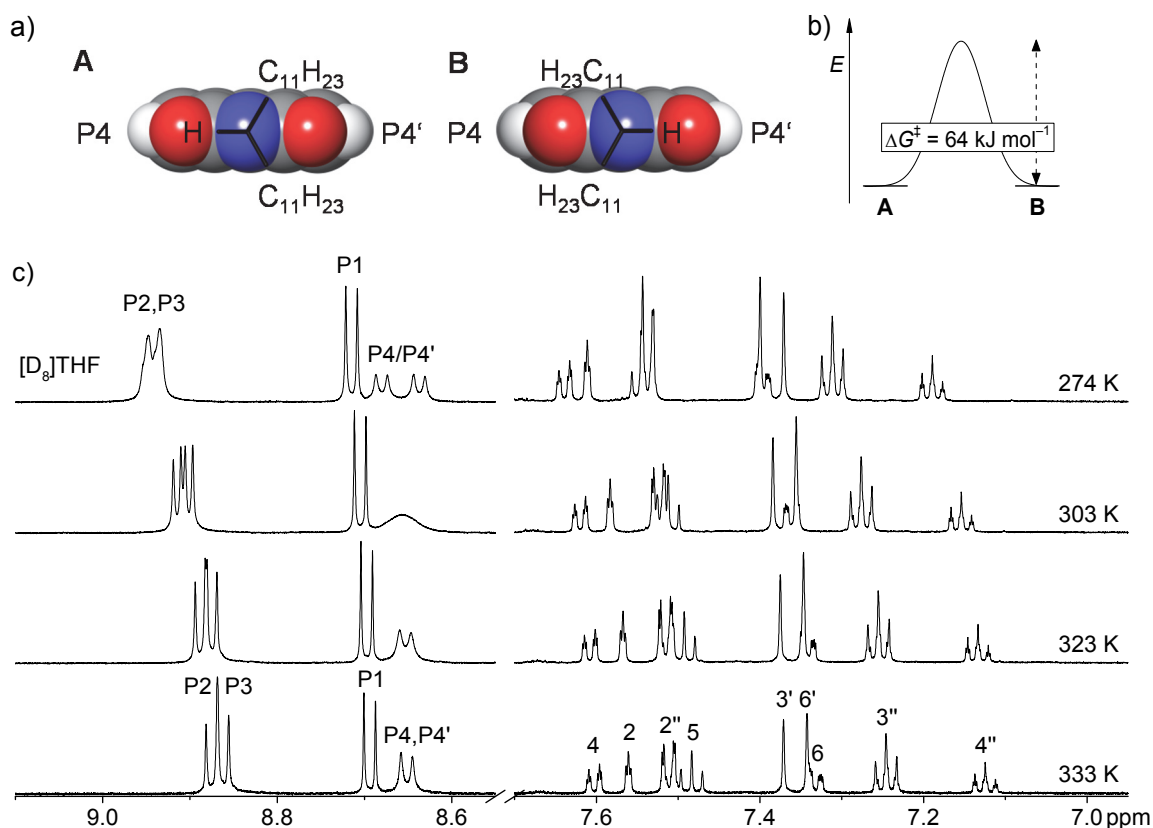 a)
A
C₁₁H₂₃
P4
H
P4‘
C₁₁H₂₃
B
H₂₃C₁₁
P4
H
P4‘
H₂₃C₁₁
b)
E
ΔG‡ = 64 kJ mol⁻¹
A
B
c)
P1
P2,P3
[D₈]THF
P4/P4'
274 K
303 K
323 K
P2 P3
P1
P4,P4'
4
2
2''
5
3' 6'
6
3''
4''
333 K
9.0 8.8 8.6 7.6 7.4 7.2 7.0 ppm